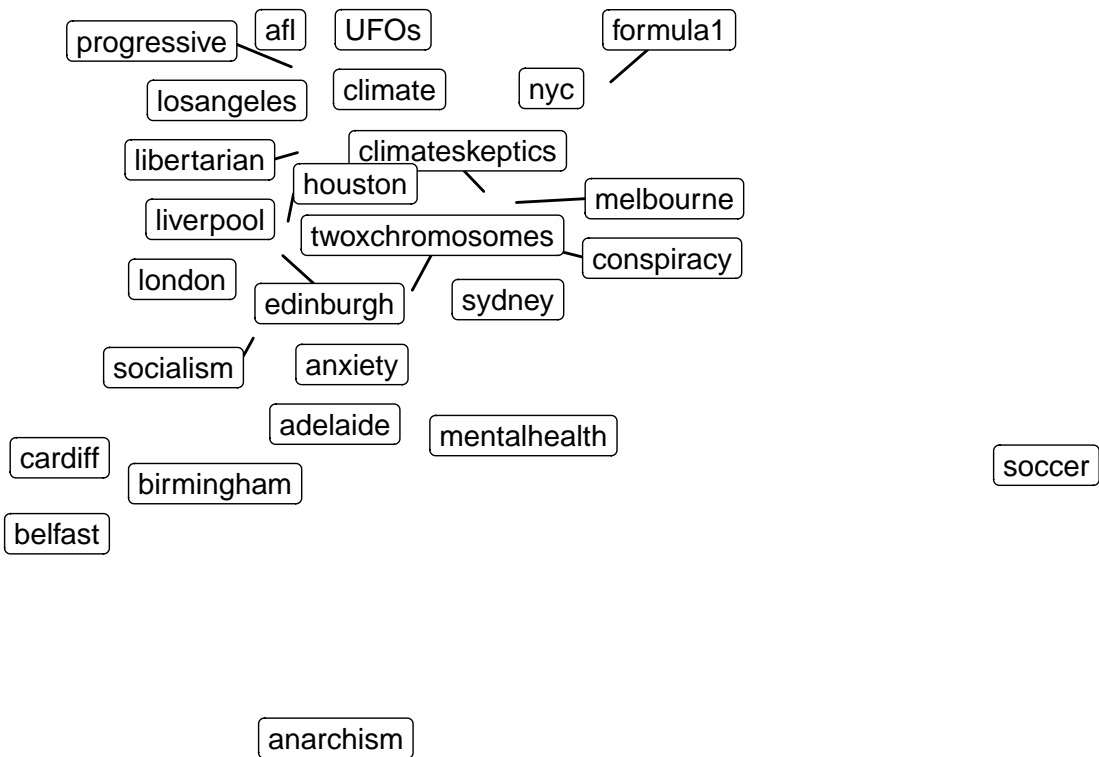 progressive
afl
UFOs
formula1
losangeles
climate
nyc
libertarian
climateskeptics
houston
melbourne
liverpool
twoxchromosomes
conspiracy
london
edinburgh
sydney
socialism
anxiety
adelaide
mentalhealth
cardiff
birmingham
soccer
belfast
anarchism